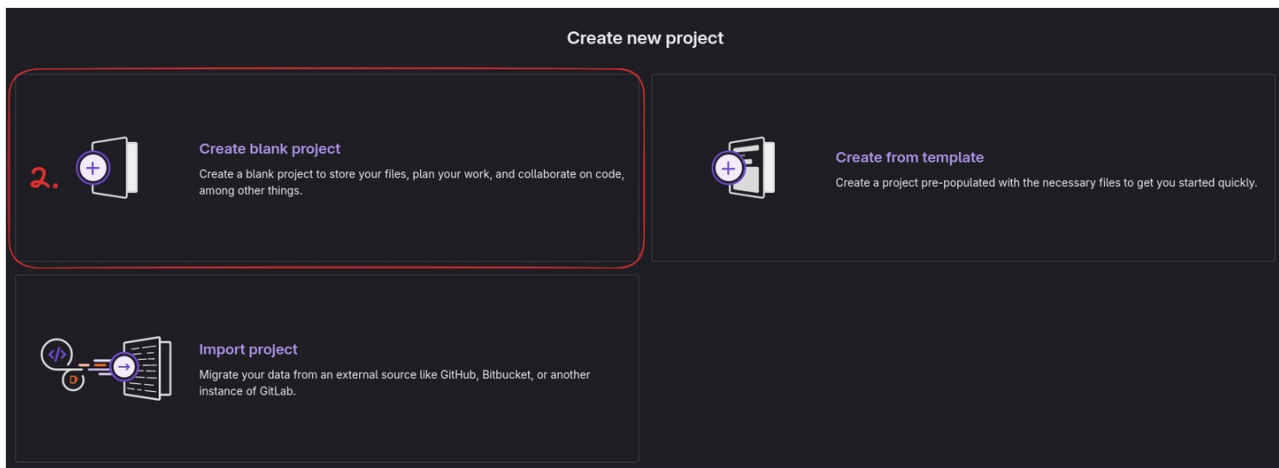 Create new project
2.
Create blank project
Create a blank project to store your files, plan your work, and collaborate on code,
among other things.
Create from template
Create a project pre-populated with the necessary files to get you started quickly.
</>
Import project
Migrate your data from an external source like GitHub, Bitbucket, or another
instance of GitLab.